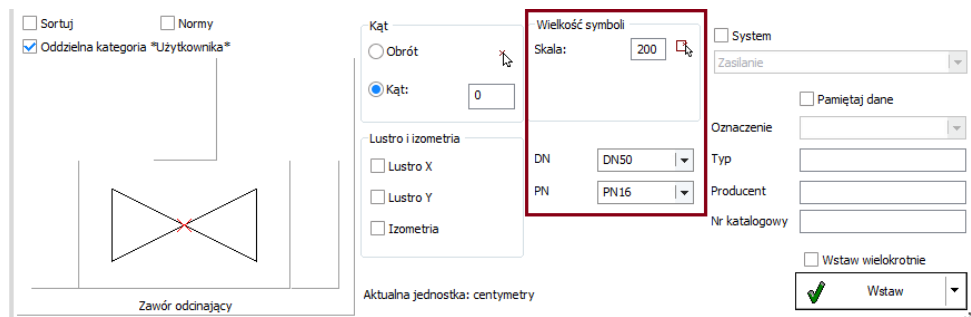 Sortuj
Normy
Oddzielna kategoria *Użytkownika*
Zawór odcinający
Kąt
Obrót
Kąt:
0
Lustro i izometria
Lustro X
Lustro Y
Izometria
Aktualna jednostka: centymetry
Wielkość symboli
Skala:
200
DN
DN50
PN
PN16
System
Zasilanie
Pamiętaj dane
Oznaczenie
Typ
Producent
Nr katalogowy
Wstaw wielokrotnie
Wstaw